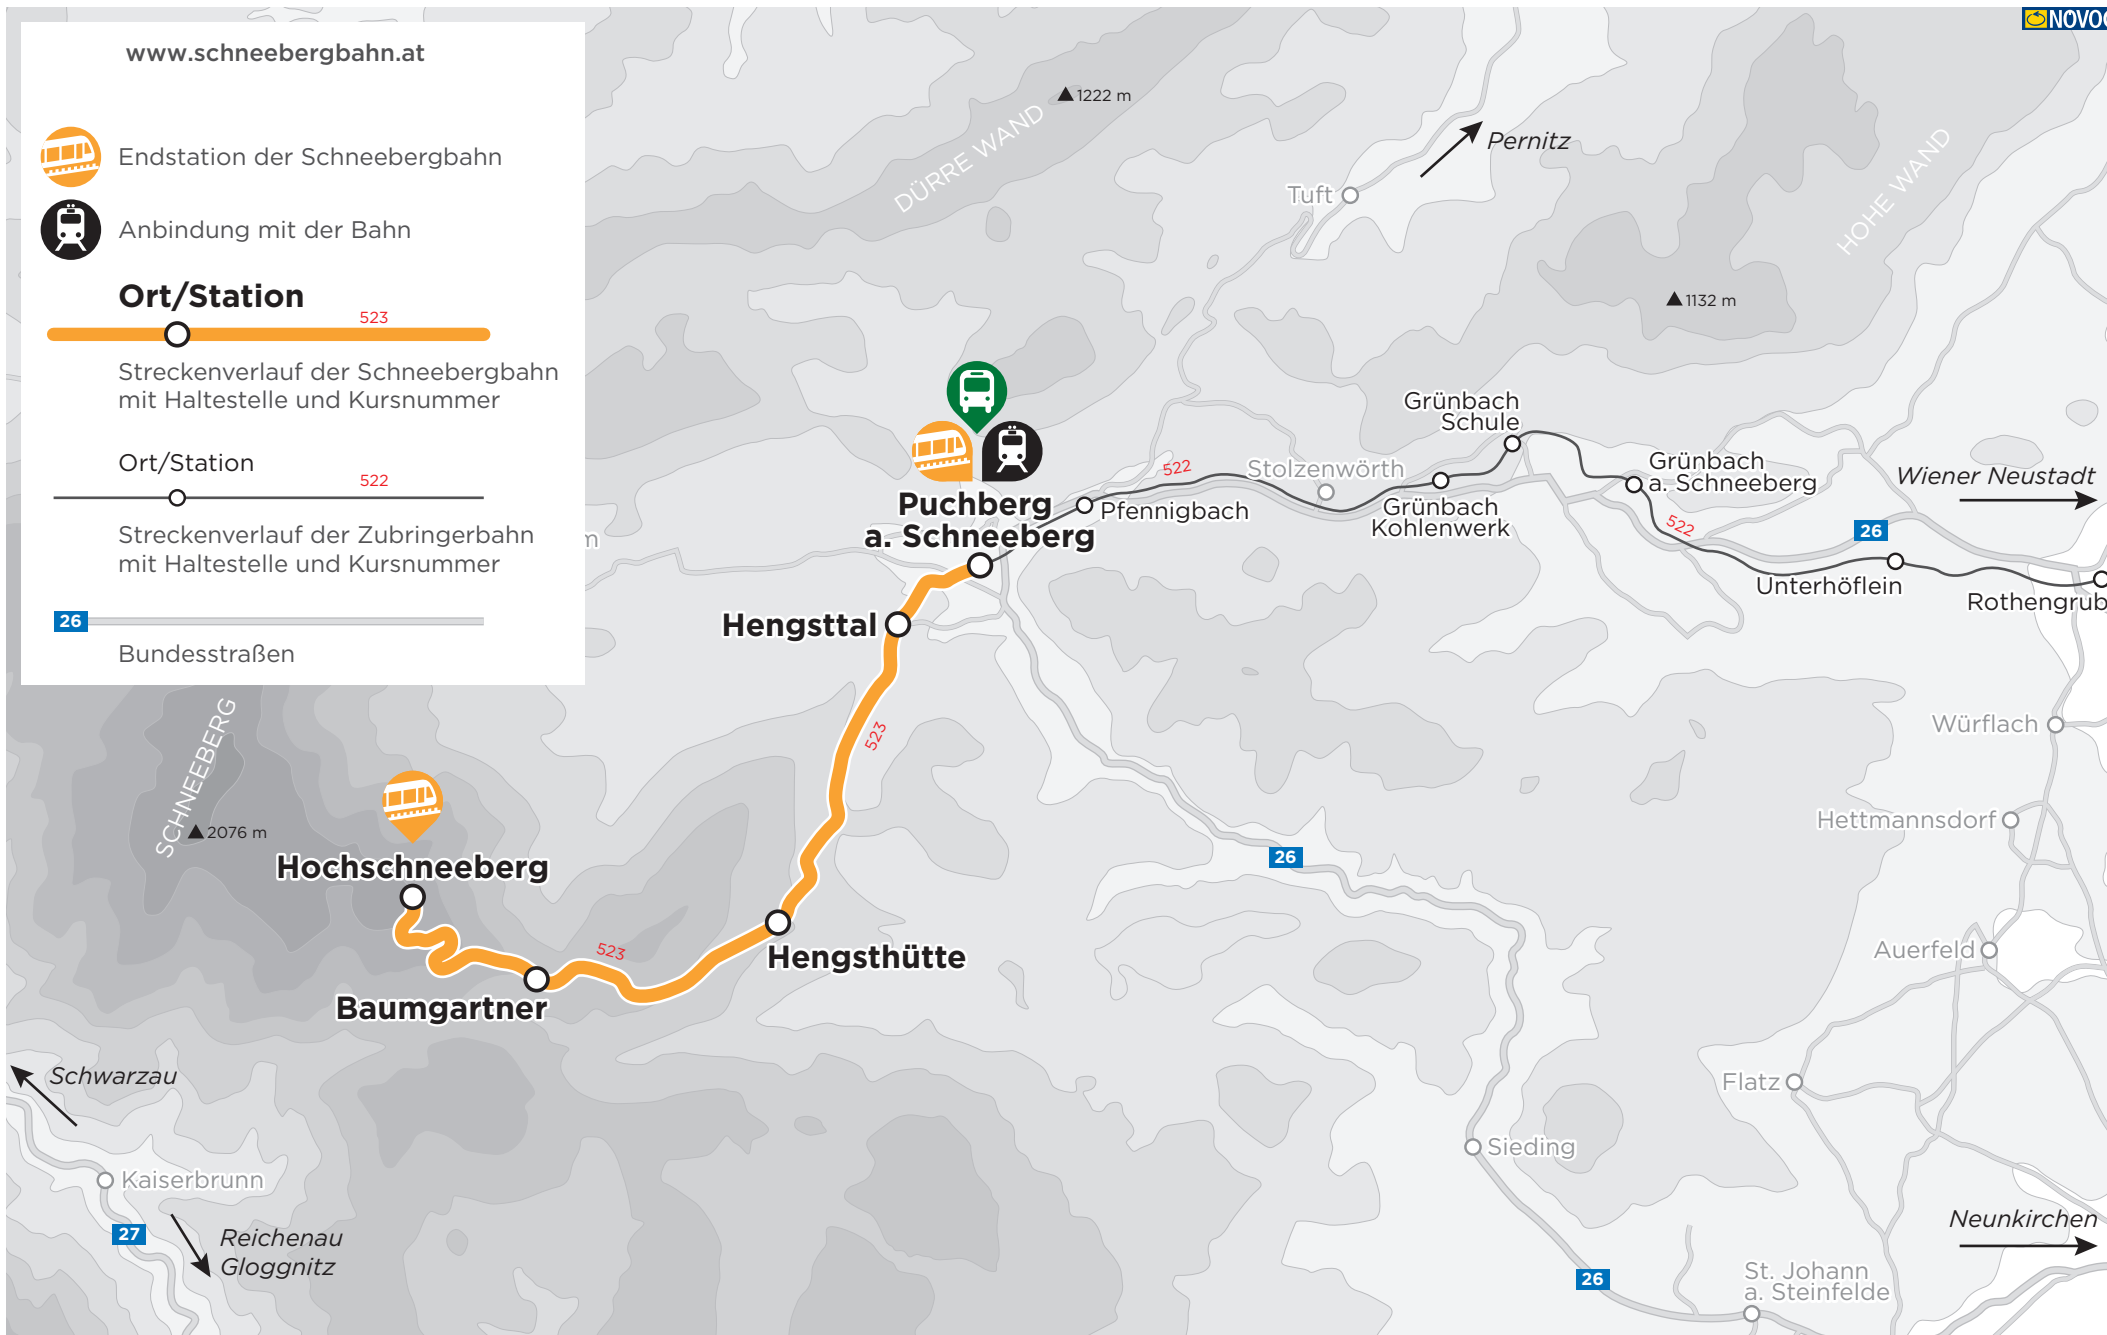 www.schneebergbahn.at
Endstation der Schneebergbahn
Anbindung mit der Bahn
Ort/Station
523
Streckenverlauf der Schneebergbahn
mit Haltestelle und Kursnummer
Ort/Station
522
Streckenverlauf der Zubringerbahn
mit Haltestelle und Kursnummer
26
Bundesstraßen
1222 m
DÜRRE WAND
Pernitz
Tuft
HOHE WAND
1132 m
Grünbach
Schule
522
Stolzenwörth
Grünbach
a. Schneeberg
Wiener Neustadt
Puchberg
a. Schneeberg
Pfennigbach
Grünbach
Kohlenwerk
522
26
Unterhöflein
Rothengrub
Hengsttal
523
SCHNEEBERG
2076 m
Würflach
Hettmannsdorf
26
Hochschneeberg
523
Hengsthütte
Baumgartner
Auerfeld
Schwarzau
Flatz
Sieding
Kaiserbrunn
27
Reichenau
Gloggnitz
Neunkirchen
26
St. Johann
a. Steinfelde